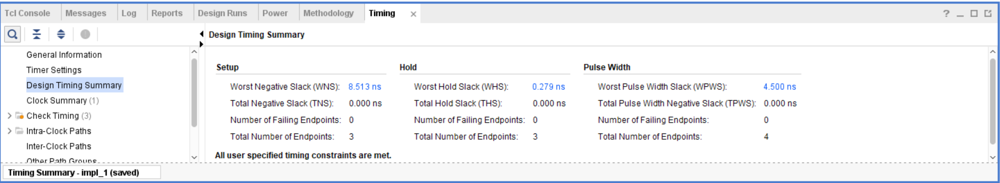 Tcl Console Messages Log Reports Design Runs Power Methodology Timing × ?
Design Timing Summary
General Information
Timer Settings
Design Timing Summary
Clock Summary (1)
Check Timing (3)
Intra-Clock Paths
Inter-Clock Paths
Other Path Groups
Setup
Worst Negative Slack (WNS): 8.513 ns
Total Negative Slack (TNS): 0.000 ns
Number of Failing Endpoints: 0
Total Number of Endpoints: 3
Hold
Worst Hold Slack (WHS): 0.279 ns
Total Hold Slack (THS): 0.000 ns
Number of Failing Endpoints: 0
Total Number of Endpoints: 3
Pulse Width
Worst Pulse Width Slack (WPWS): 4.500 ns
Total Pulse Width Negative Slack (TPWS): 0.000 ns
Number of Failing Endpoints: 0
Total Number of Endpoints: 4
All user specified timing constraints are met.
Timing Summary - impl_1 (saved)